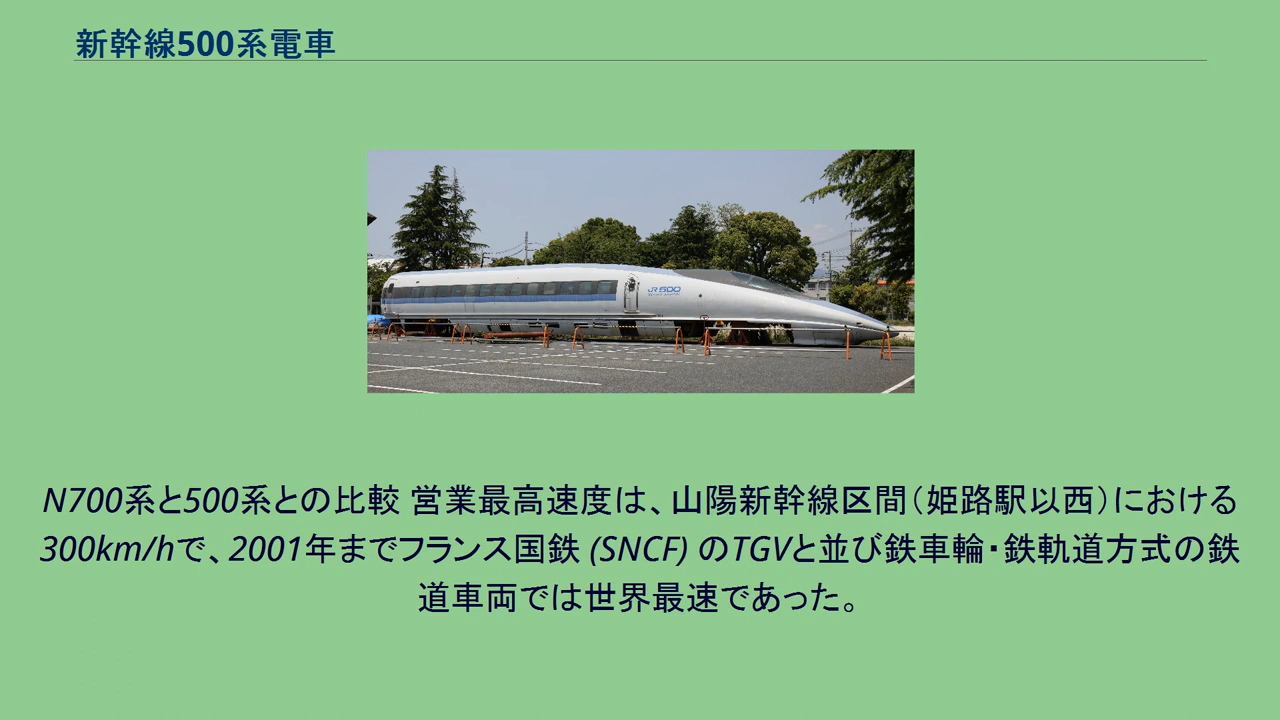 新幹線500系電車
JR500
N700系と500系との比較 営業最高速度は、山陽新幹線区間（姫路駅以西）における
300km/hで、2001年までフランス国鉄 (SNCF) のTGVと並び鉄車輪・鉄軌道方式の鉄
道車両では世界最速であった。